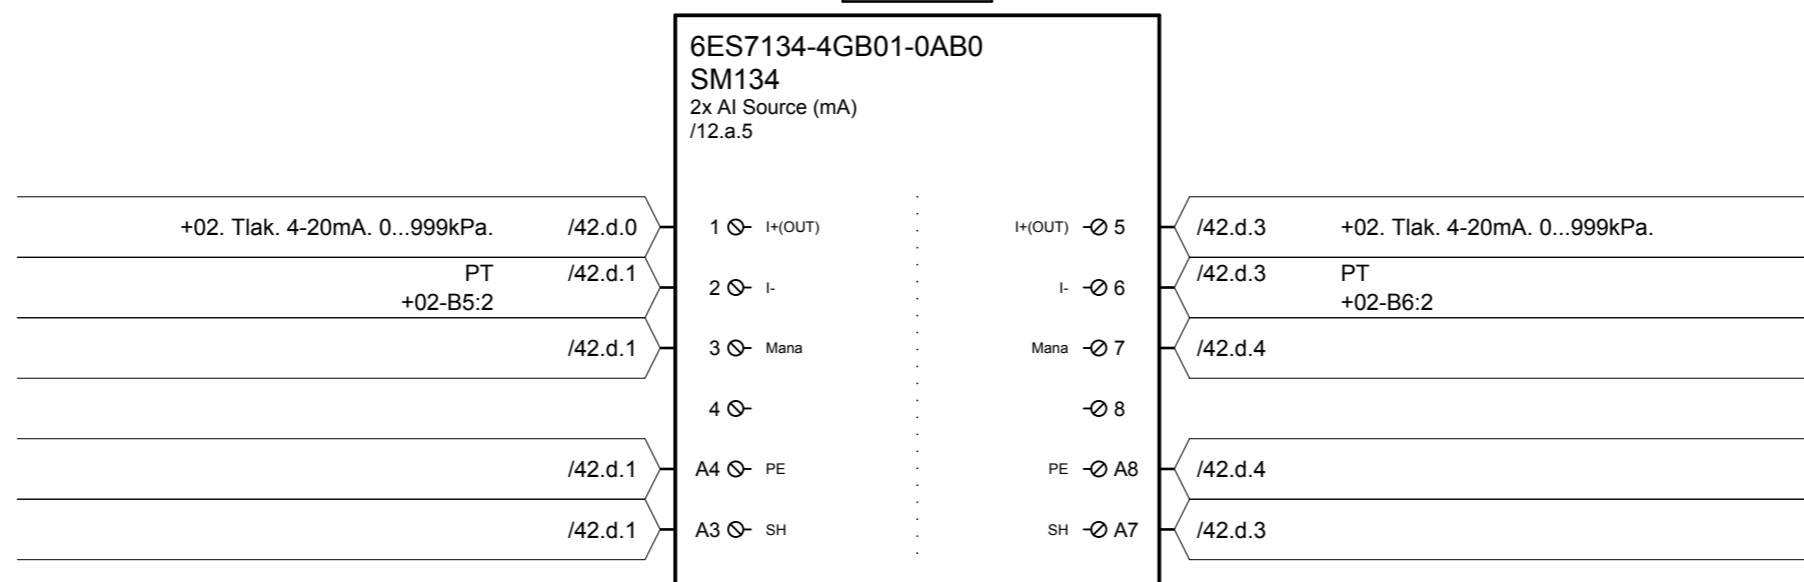 6ES7134-4GB01-0AB0
SM134
2x AI Source (mA)
/12.a.5
+02. Tlak. 4-20mA. 0...999kPa. /42.d.0 1 I+(OUT) I+(OUT) 5 /42.d.3 +02. Tlak. 4-20mA. 0...999kPa.
PT /42.d.1 2 I- I- 6 /42.d.3 PT
+02-B5:2 +02-B6:2
/42.d.1 3 Mana Mana 7 /42.d.4
4 8
/42.d.1 A4 PE PE A8 /42.d.4
/42.d.1 A3 SH SH A7 /42.d.3